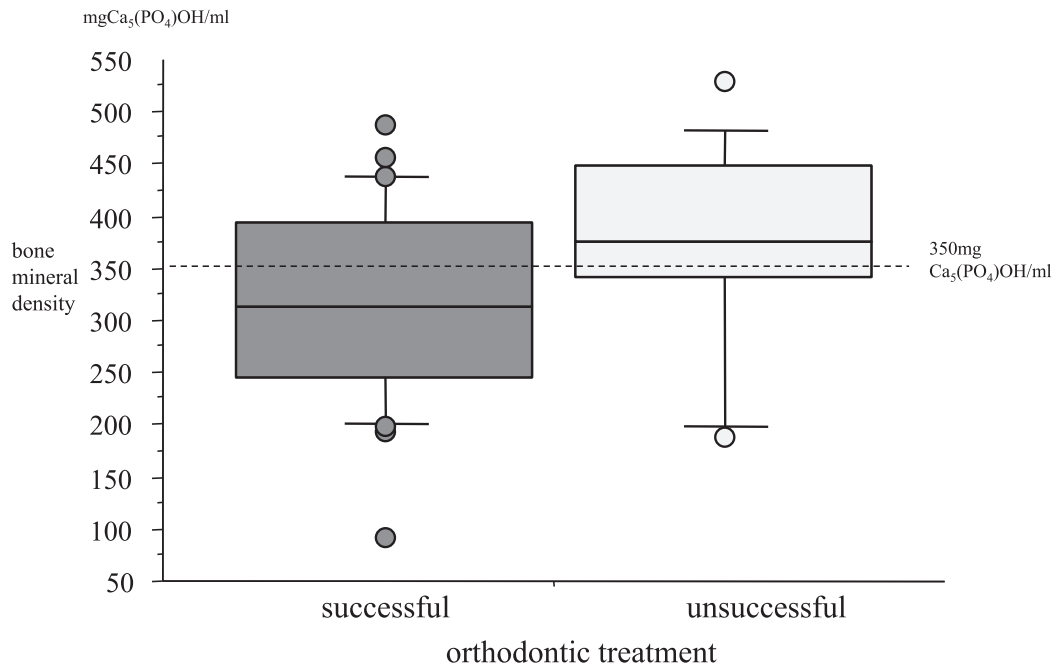 mgCa₅(PO₄)OH/ml
550
500
450
400
350
300
250
200
150
100
50
bone
mineral
density
350mg
Ca₅(PO₄)OH/ml
successful
unsuccessful
orthodontic treatment